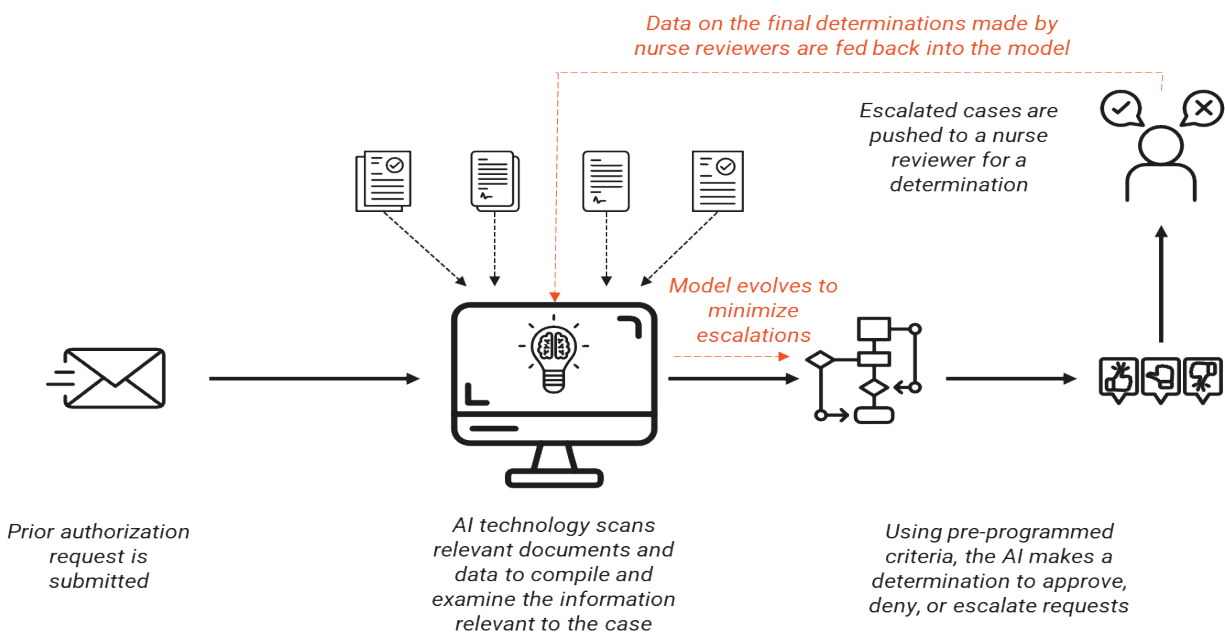 Data on the final determinations made by
nurse reviewers are fed back into the model
Escalated cases are
pushed to a nurse
reviewer for a
determination
Model evolves to
minimize
escalations
Prior authorization
request is
submitted
AI technology scans
relevant documents and
data to compile and
examine the information
relevant to the case
Using pre-programmed
criteria, the AI makes a
determination to approve,
deny, or escalate requests